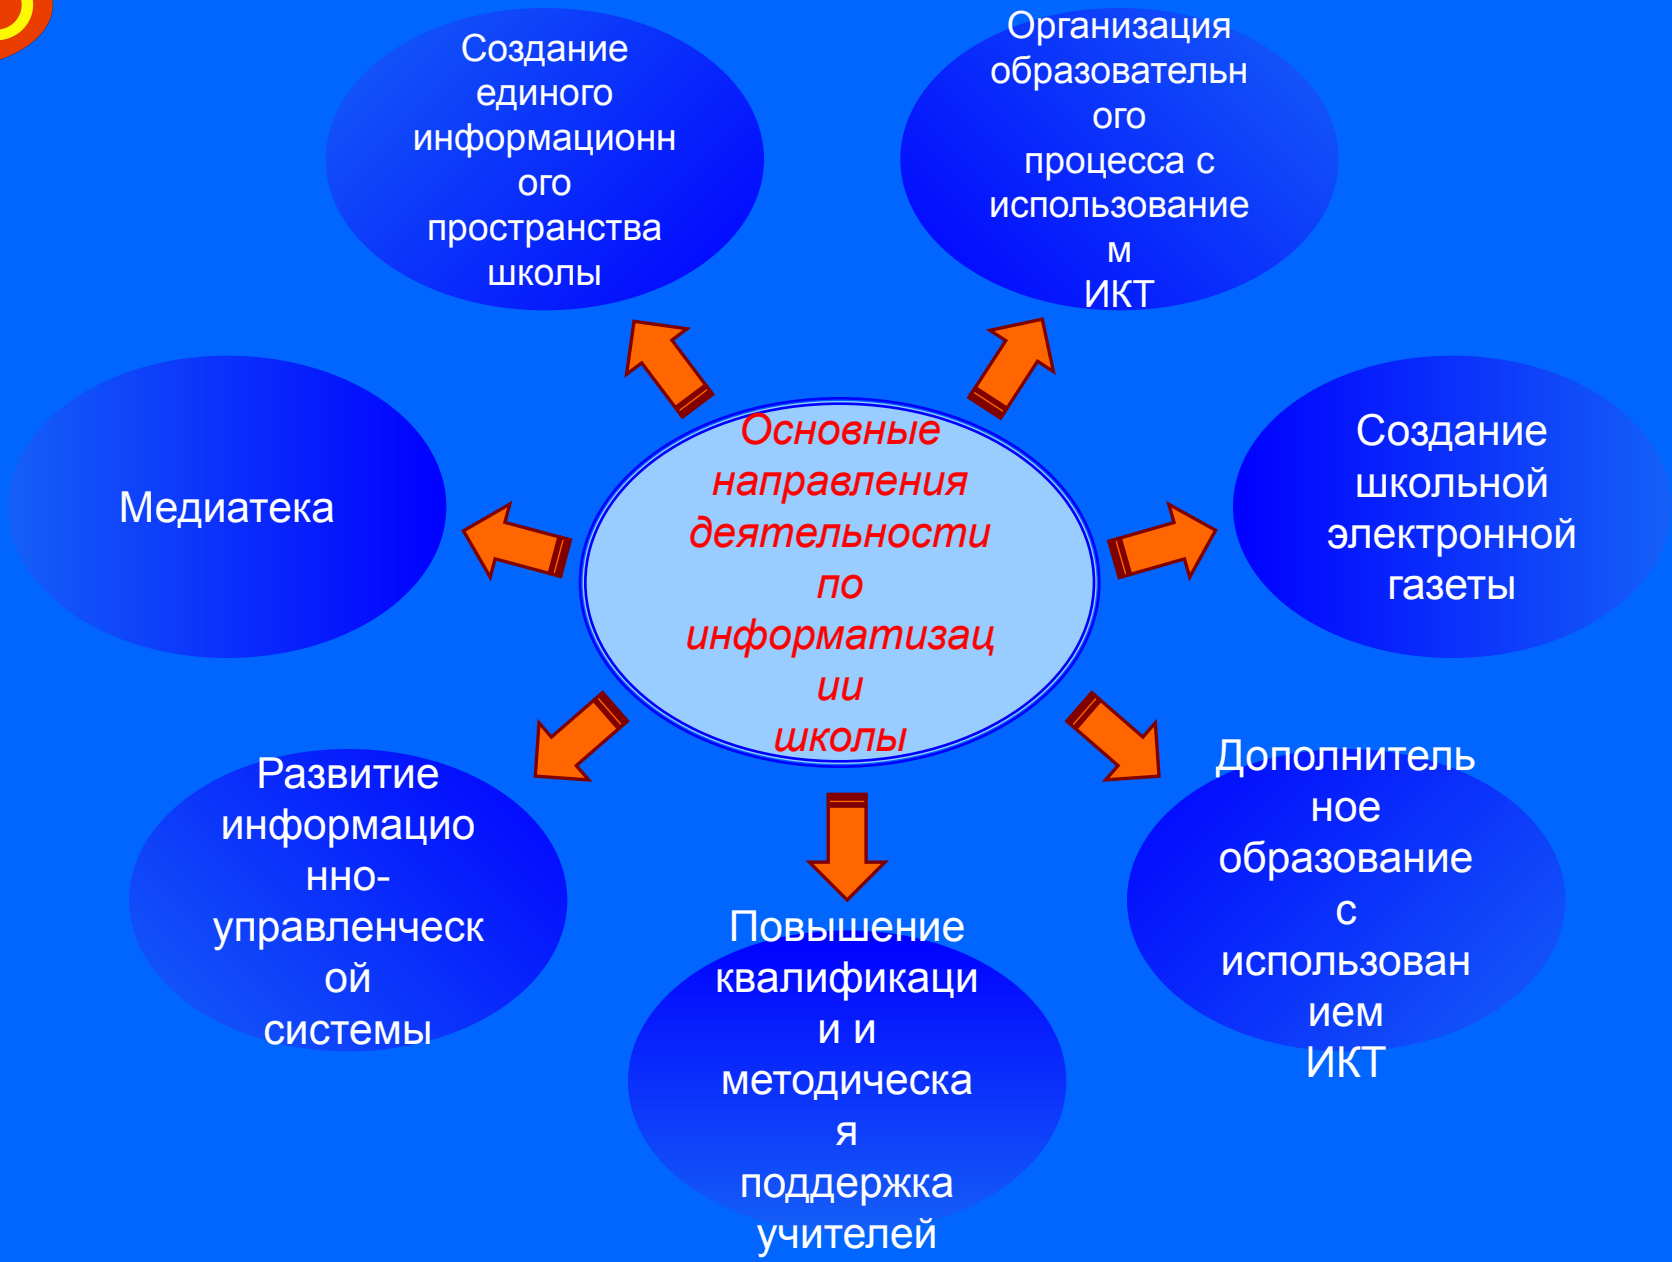 Создание
единого
информационн
ого
пространства
школы
Организация
образовательн
ого
процесса с
использование
м
ИКТ
Медиатека
Основные
направления
деятельности
по
информатизац
ии
школы
Создание
школьной
электронной
газеты
Развитие
информацио
нно-
управленческ
ой
системы
Повышение
квалификаци
и и
методическа
я
поддержка
учителей
Дополнитель
ное
образование
с
использован
ием
ИКТ